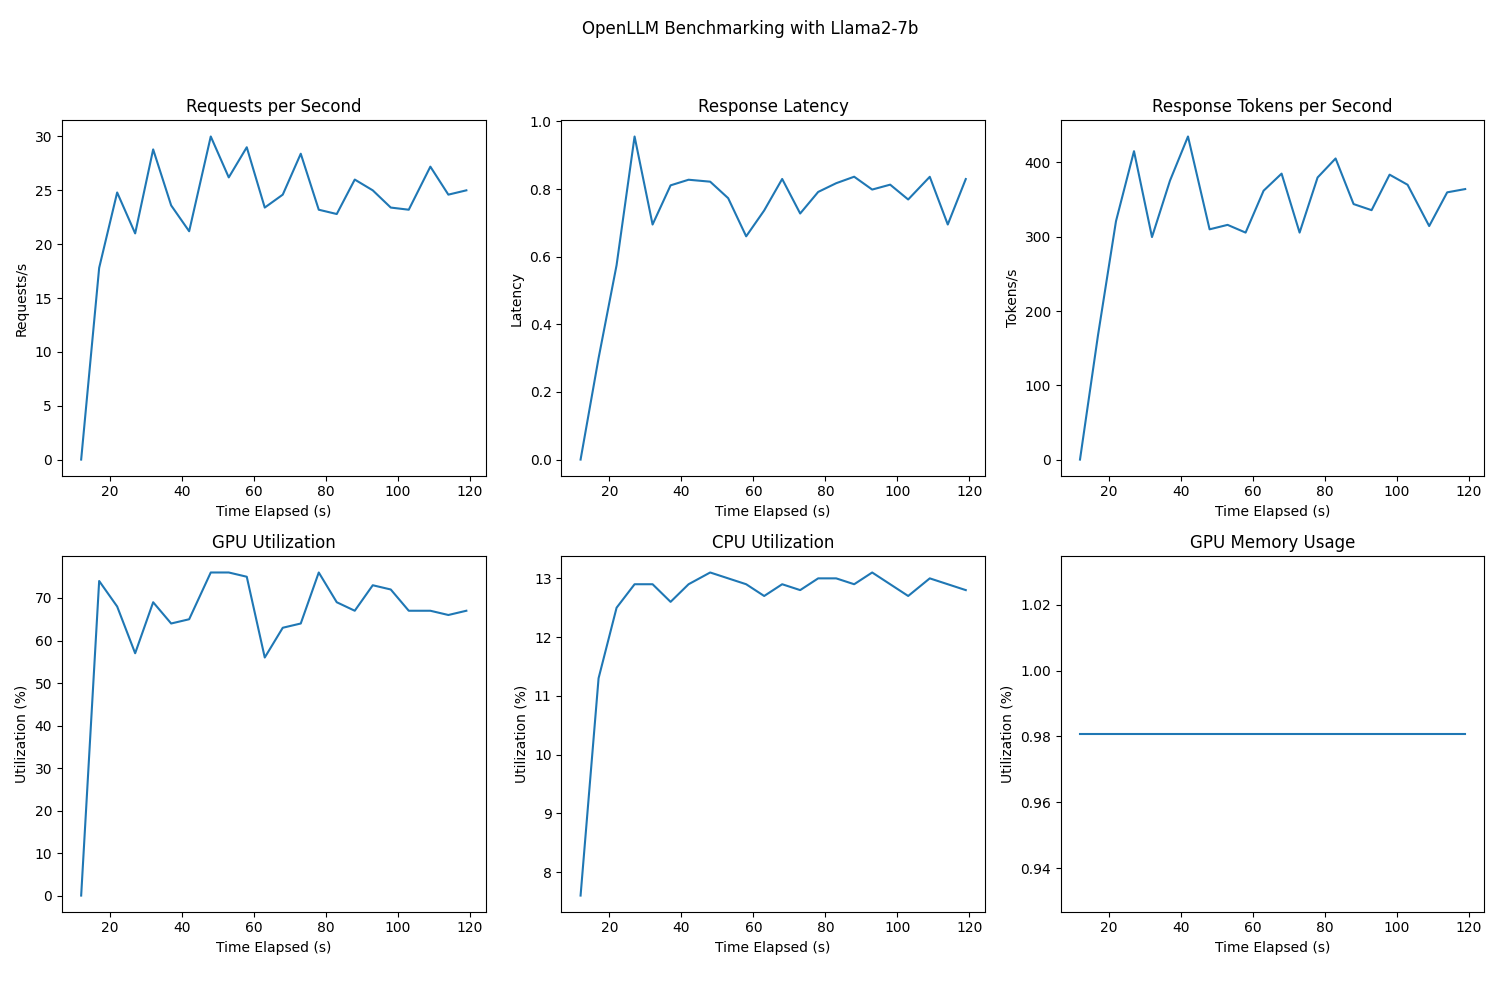 OpenLLM Benchmarking with Llama2-7b
Requests per Second
30
25
20
15
10
5
0
Requests/s
20 40 60 80 100 120
Time Elapsed (s)
Response Latency
1.0
0.8
0.6
0.4
0.2
0.0
Latency
20 40 60 80 100 120
Time Elapsed (s)
Response Tokens per Second
400
300
200
100
0
Tokens/s
20 40 60 80 100 120
Time Elapsed (s)
GPU Utilization
70
60
50
40
30
20
10
0
Utilization (%)
20 40 60 80 100 120
Time Elapsed (s)
CPU Utilization
13
12
11
10
9
8
Utilization (%)
20 40 60 80 100 120
Time Elapsed (s)
GPU Memory Usage
1.02
1.00
0.98
0.96
0.94
Utilization (%)
20 40 60 80 100 120
Time Elapsed (s)